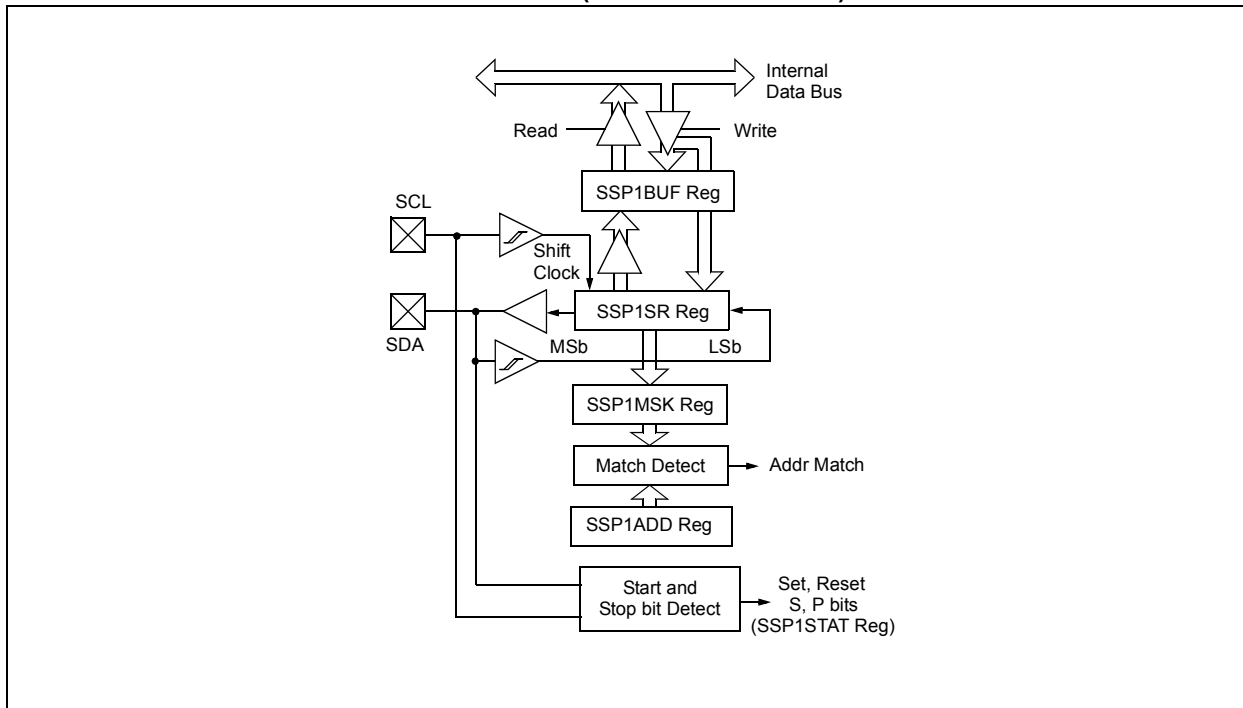 Internal
Data Bus
Read
Write
SSP1BUF Reg
SCL
Shift
Clock
SSP1SR Reg
SDA
MSb
LSb
SSP1MSK Reg
Match Detect
Addr Match
SSP1ADD Reg
Start and
Stop bit Detect
Set, Reset
S, P bits
(SSP1STAT Reg)